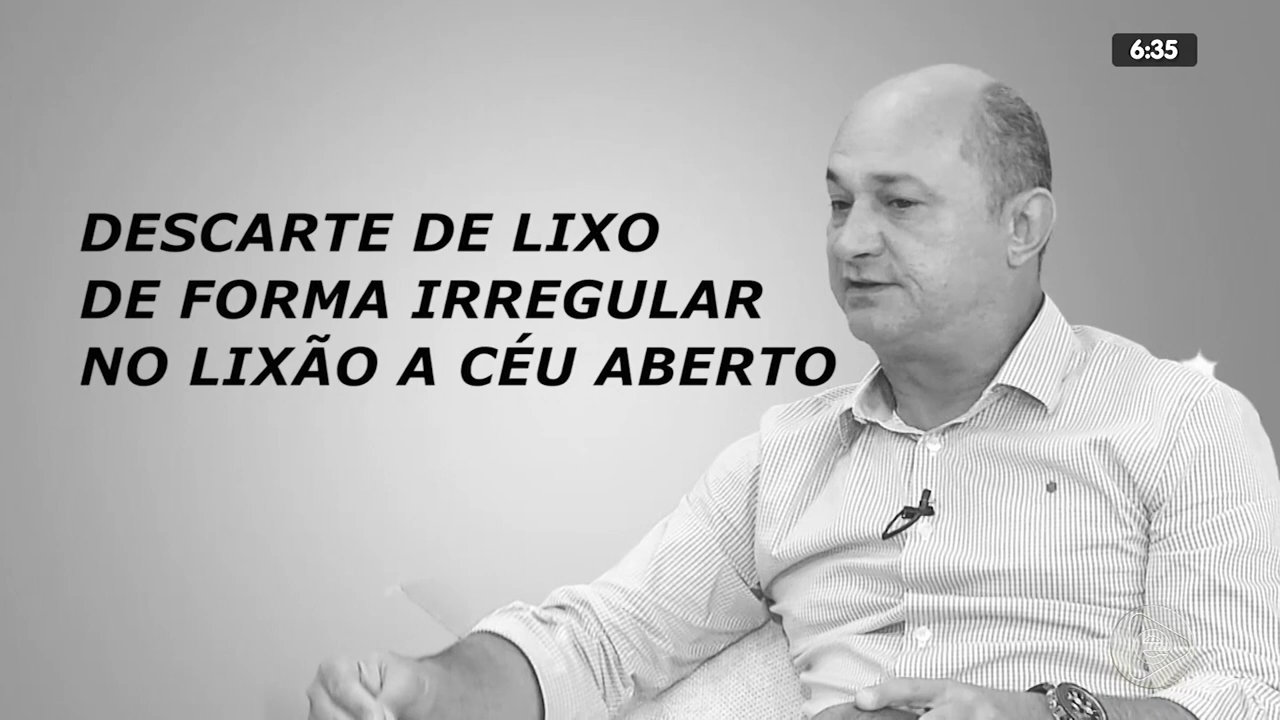 6:35
DESCARTE DE LIXO
DE FORMA IRREGULAR
NO LIXÃO A CÉU ABERTO